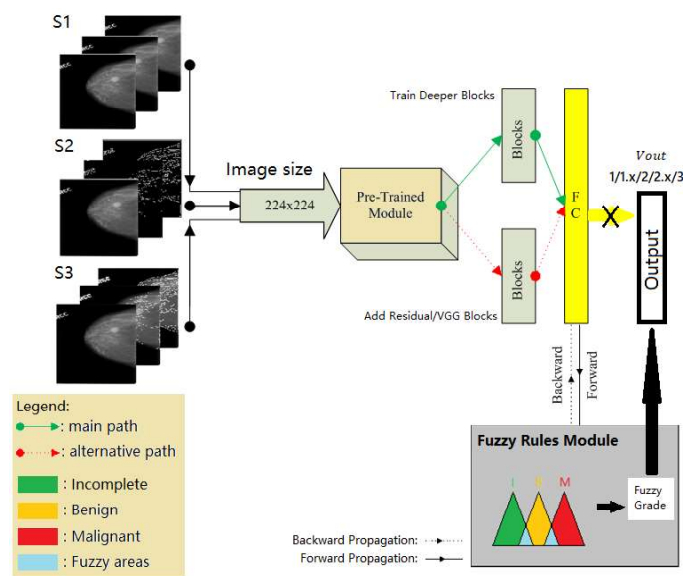 S1
S2
S3
Image size
224x224
Pre-Trained
Module
Train Deeper Blocks
Blocks
Blocks
Add Residual/VGG Blocks
F
C
Vout
1/1.x/2/2.x/3
X
Output
Backward
Forward
Fuzzy Rules Module
I
B
M
Fuzzy
Grade
Backward Propagation:
Forward Propagation:
Legend:
: main path
: alternative path
: Incomplete
: Benign
: Malignant
: Fuzzy areas